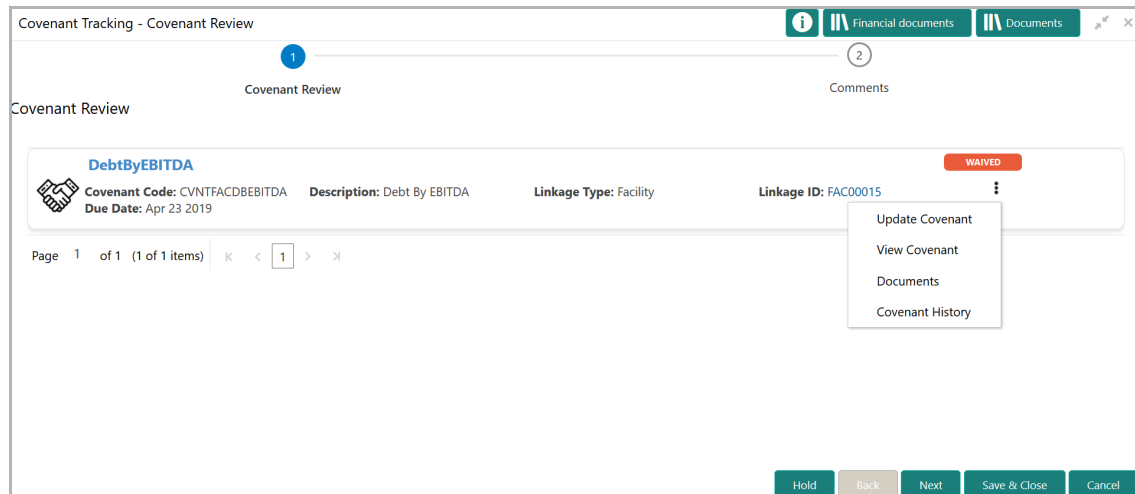 Covenant Tracking - Covenant Review
i Financial documents Documents
1 2
Covenant Review Comments
Covenant Review
DebtByEBITDA WAIVED
Covenant Code: CVNTFACDBEBITDA Description: Debt By EBITDA Linkage Type: Facility Linkage ID: FAC00015
Due Date: Apr 23 2019
Update Covenant
View Covenant
Documents
Covenant History
Page 1 of 1 (1 of 1 items) 1
Hold Back Next Save & Close Cancel